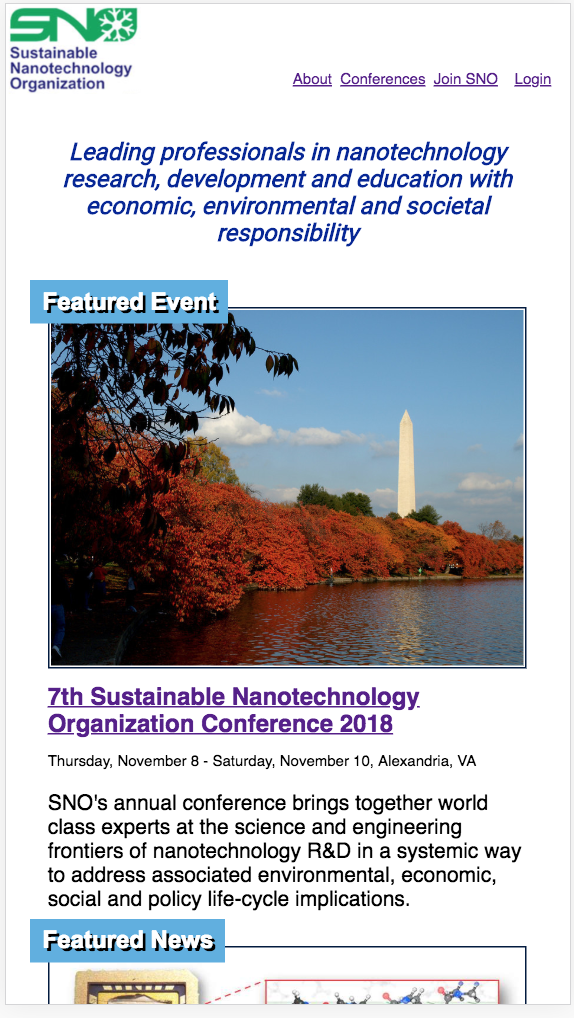 SNO
Sustainable
Nanotechnology
Organization
About Conferences Join SNO Login
Leading professionals in nanotechnology
research, development and education with
economic, environmental and societal
responsibility
Featured Event
7th Sustainable Nanotechnology
Organization Conference 2018
Thursday, November 8 - Saturday, November 10, Alexandria, VA
SNO's annual conference brings together world
class experts at the science and engineering
frontiers of nanotechnology R&D in a systemic way
to address associated environmental, economic,
social and policy life-cycle implications.
Featured News